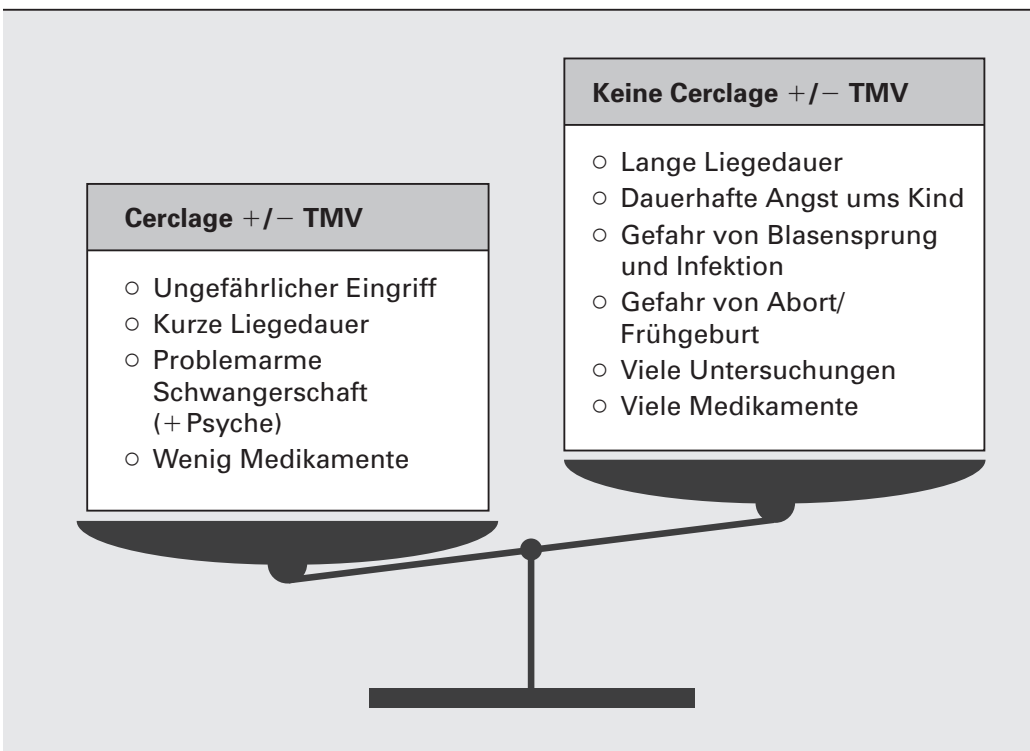 Cerclage +/− TMV
○ Ungefährlicher Eingriff
○ Kurze Liegedauer
○ Problemarme
Schwangerschaft
(+Psyche)
○ Wenig Medikamente
Keine Cerclage +/− TMV
○ Lange Liegedauer
○ Dauerhafte Angst ums Kind
○ Gefahr von Blasensprung
und Infektion
○ Gefahr von Abort/
Frühgeburt
○ Viele Untersuchungen
○ Viele Medikamente